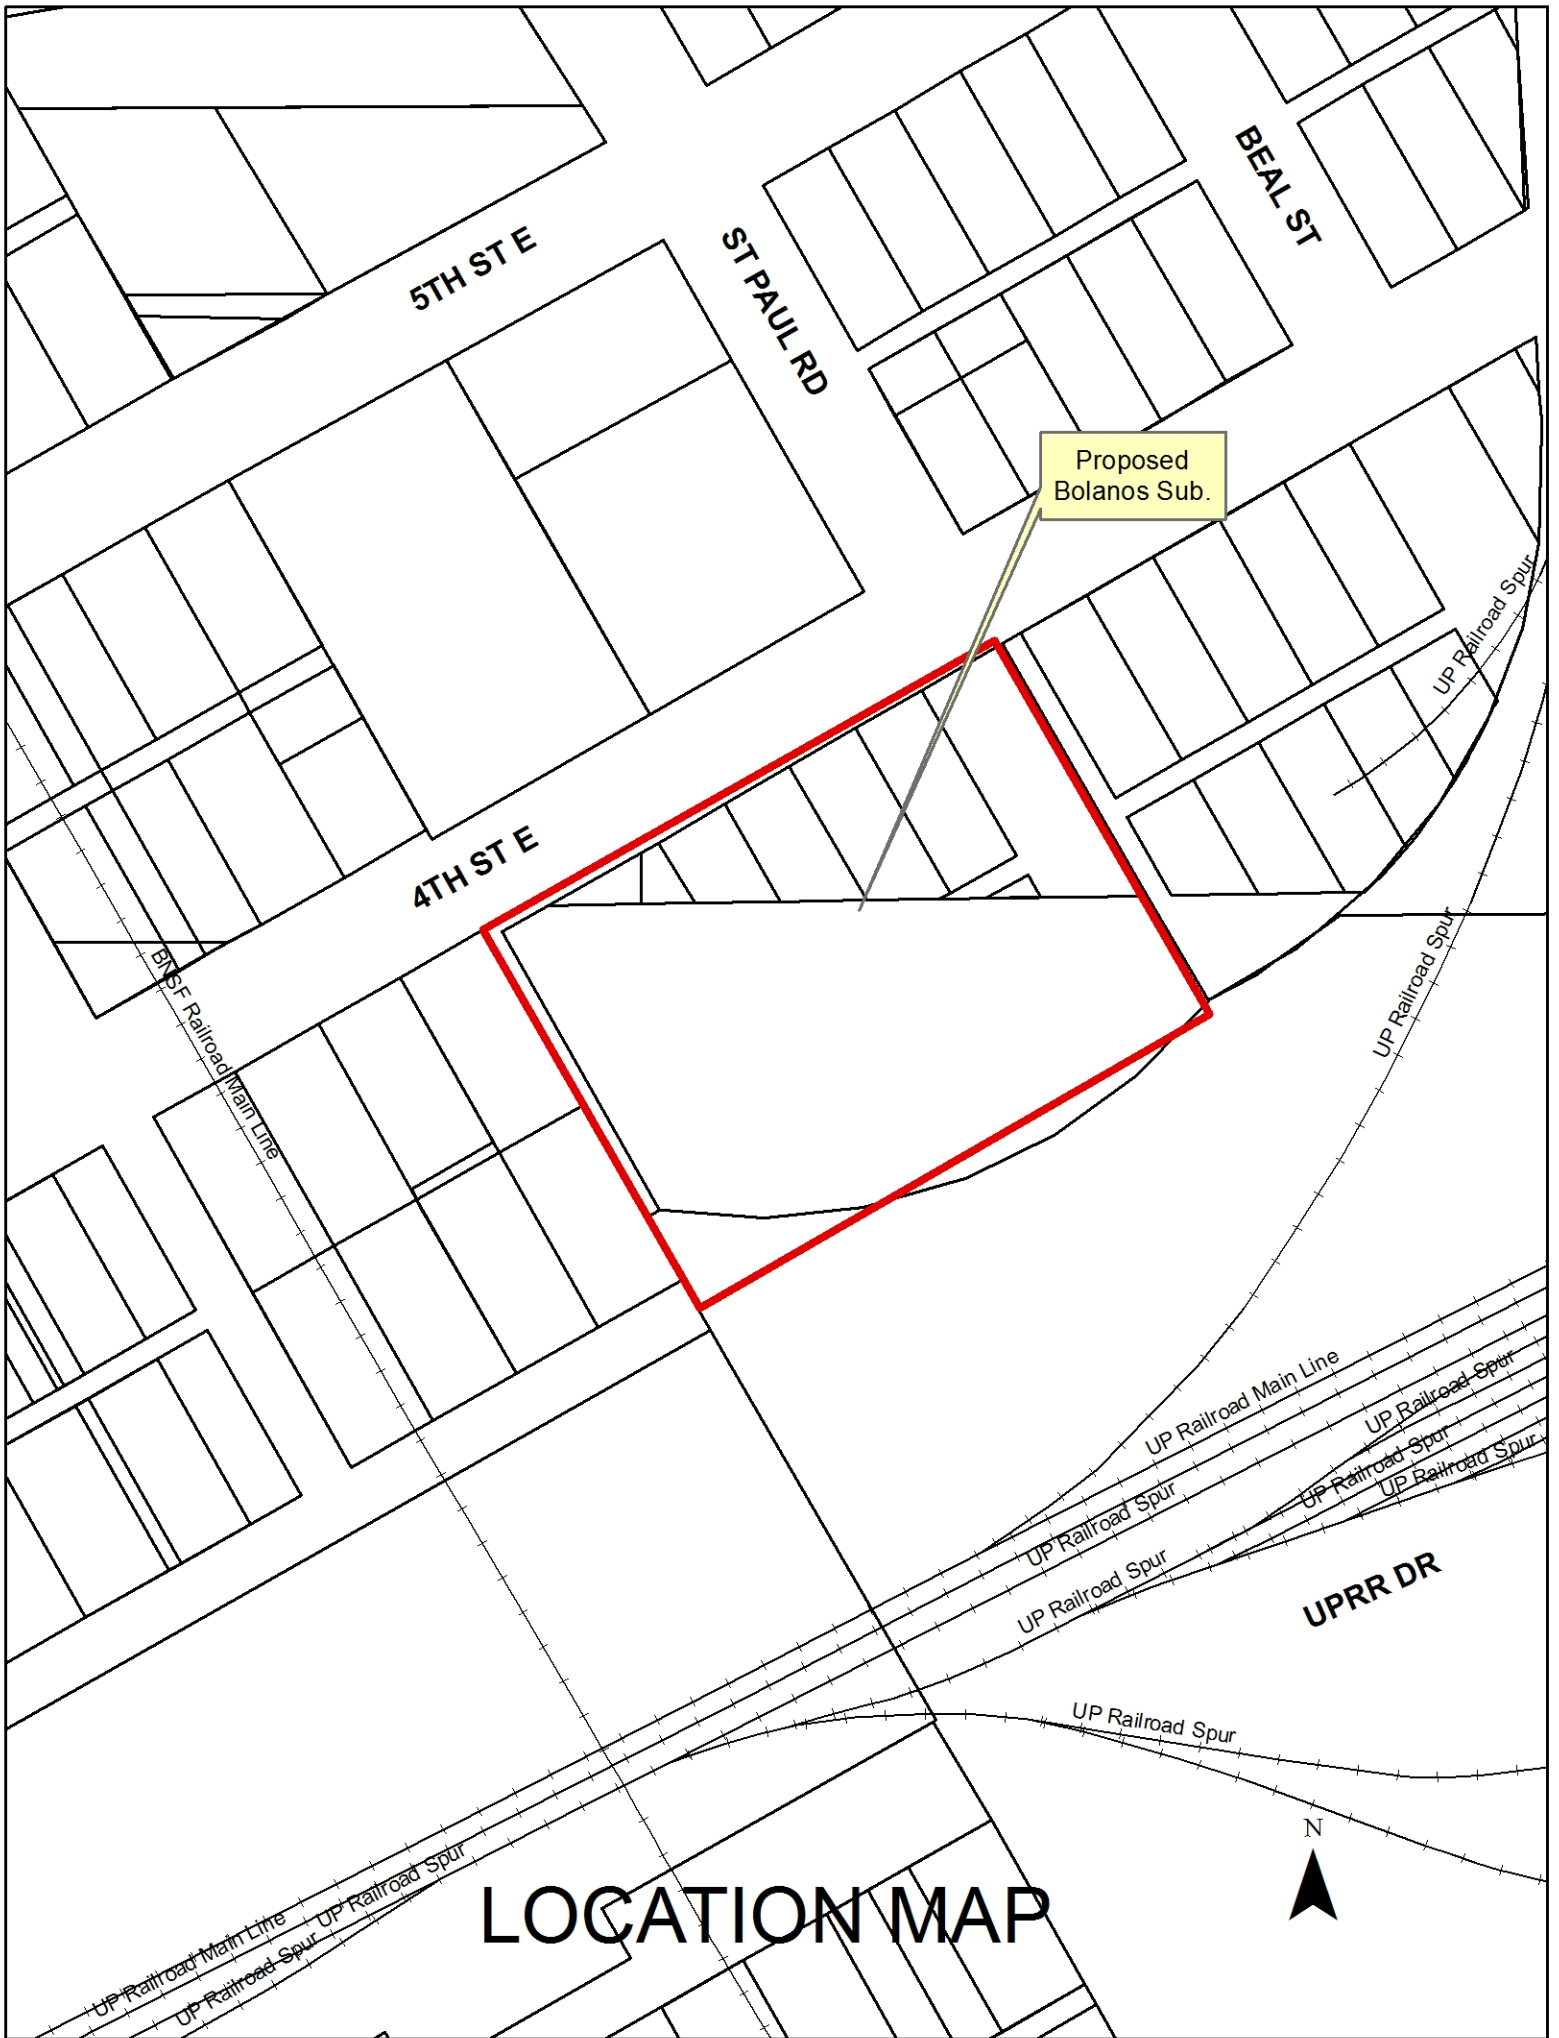 BEAL ST
5TH ST E
ST PAUL RD
Proposed
Bolanos Sub.
UP Railroad Spur
4TH ST E
BNSF Railroad Main Line
UP Railroad Spur
UP Railroad Main Line
UP Railroad Spur
UP Railroad Spur
UP Railroad Spur
UP Railroad Spur
UP Railroad Spur
UPRR DR
UP Railroad Spur
N
UP Railroad Spur
LOCATION MAP
UP Railroad Main Line
UP Railroad Spur